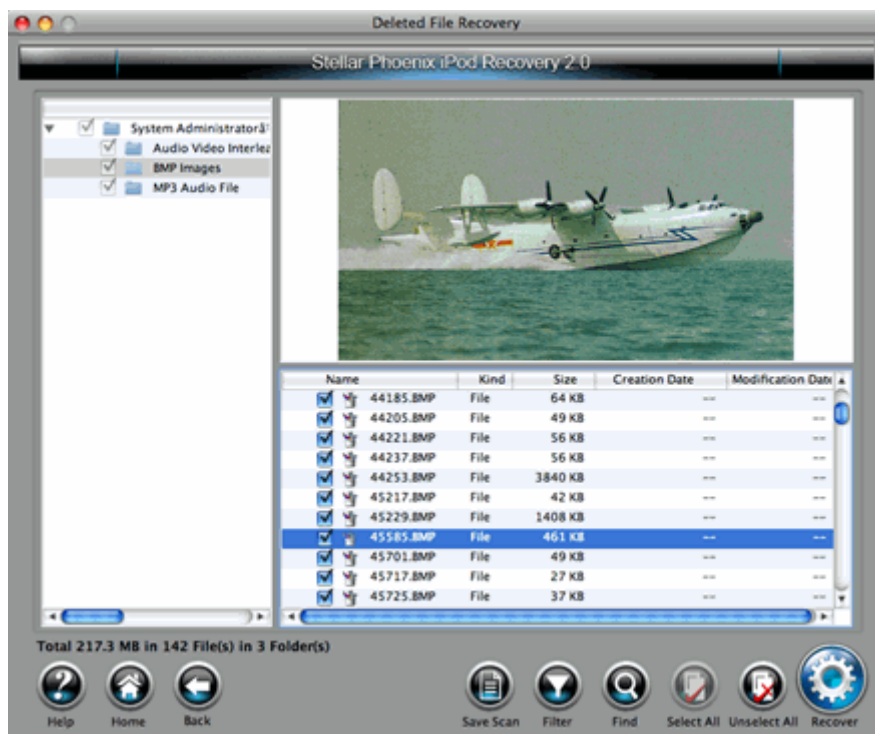 Deleted File Recovery
Stellar Phoenix iPod Recovery 2.0
System Administratorâ
Audio Video Interlea
BMP Images
MP3 Audio File
Name Kind Size Creation Date Modification Date
44185.BMP File 64 KB -- --
44205.BMP File 49 KB -- --
44221.BMP File 56 KB -- --
44237.BMP File 56 KB -- --
44253.BMP File 3840 KB -- --
45217.BMP File 42 KB -- --
45229.BMP File 1408 KB -- --
45585.BMP File 461 KB -- --
45701.BMP File 49 KB -- --
45717.BMP File 27 KB -- --
45725.BMP File 37 KB -- --
Total 217.3 MB in 142 File(s) in 3 Folder(s)
Help Home Back Save Scan Filter Find Select All Unselect All Recover